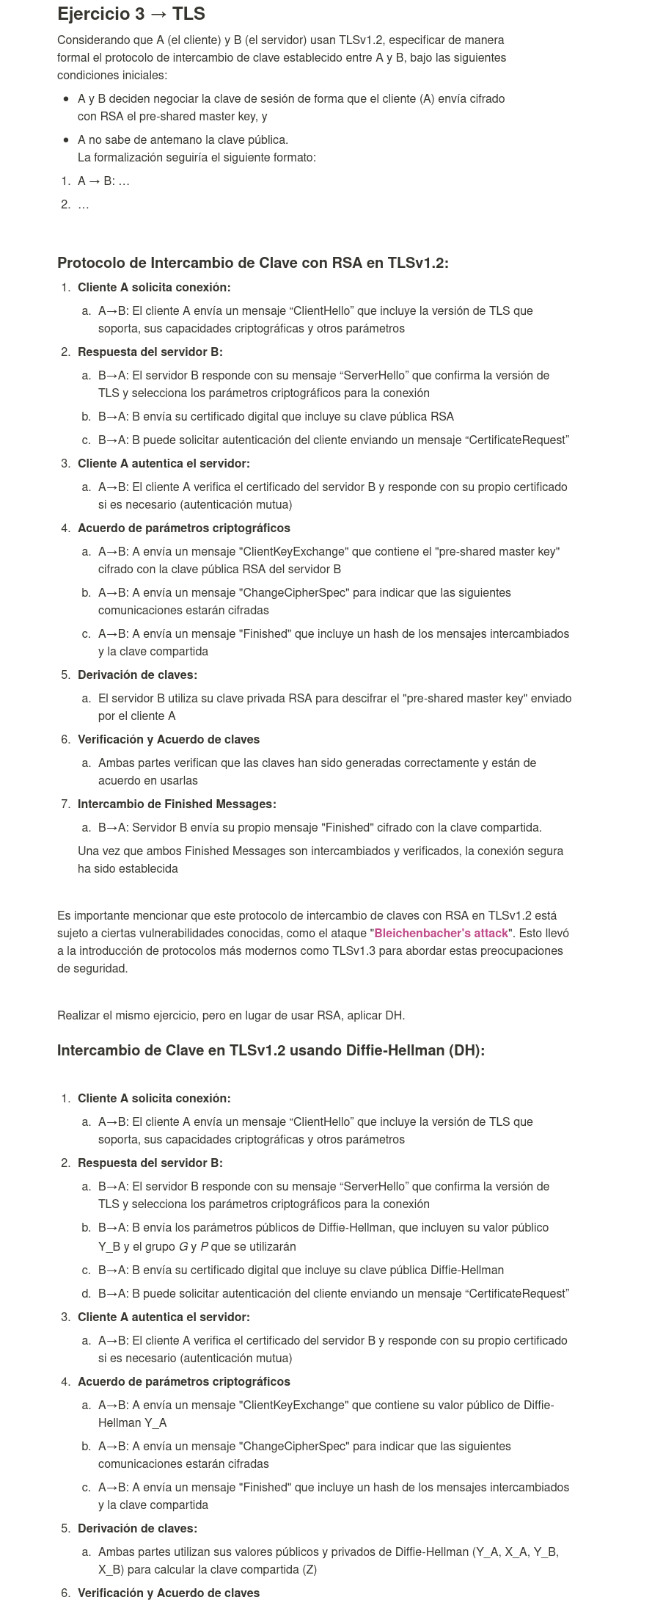 Ejercicio 3 → TLS
Considerando que A (el cliente) y B (el servidor) usan TLSv1.2, especificar de manera
formal el protocolo de intercambio de clave establecido entre A y B, bajo las siguientes
condiciones iniciales:
• A y B deciden negociar la clave de sesión de forma que el cliente (A) envía cifrado
con RSA el pre-shared master key, y
• A no sabe de antemano la clave pública.
La formalización seguiría el siguiente formato:
1. A → B: …
2. …
Protocolo de Intercambio de Clave con RSA en TLSv1.2:
1. Cliente A solicita conexión:
a. A→B: El cliente A envía un mensaje “ClientHello” que incluye la versión de TLS que
soporta, sus capacidades criptográficas y otros parámetros
2. Respuesta del servidor B:
a. B→A: El servidor B responde con su mensaje “ServerHello” que confirma la versión de
TLS y selecciona los parámetros criptográficos para la conexión
b. B→A: B envía su certificado digital que incluye su clave pública RSA
c. B→A: B puede solicitar autenticación del cliente enviando un mensaje “CertificateRequest”
3. Cliente A autentica el servidor:
a. A→B: El cliente A verifica el certificado del servidor B y responde con su propio certificado
si es necesario (autenticación mutua)
4. Acuerdo de parámetros criptográficos
a. A→B: A envía un mensaje "ClientKeyExchange" que contiene el "pre-shared master key"
cifrado con la clave pública RSA del servidor B
b. A→B: A envía un mensaje "ChangeCipherSpec" para indicar que las siguientes
comunicaciones estarán cifradas
c. A→B: A envía un mensaje "Finished" que incluye un hash de los mensajes intercambiados
y la clave compartida
5. Derivación de claves:
a. El servidor B utiliza su clave privada RSA para descifrar el "pre-shared master key" enviado
por el cliente A
6. Verificación y Acuerdo de claves
a. Ambas partes verifican que las claves han sido generadas correctamente y están de
acuerdo en usarlas
7. Intercambio de Finished Messages:
a. B→A: Servidor B envía su propio mensaje "Finished" cifrado con la clave compartida.
Una vez que ambos Finished Messages son intercambiados y verificados, la conexión segura
ha sido establecida
Es importante mencionar que este protocolo de intercambio de claves con RSA en TLSv1.2 está
sujeto a ciertas vulnerabilidades conocidas, como el ataque "Bleichenbacher's attack". Esto llevó
a la introducción de protocolos más modernos como TLSv1.3 para abordar estas preocupaciones
de seguridad.
Realizar el mismo ejercicio, pero en lugar de usar RSA, aplicar DH.
Intercambio de Clave en TLSv1.2 usando Diffie-Hellman (DH):
1. Cliente A solicita conexión:
a. A→B: El cliente A envía un mensaje “ClientHello” que incluye la versión de TLS que
soporta, sus capacidades criptográficas y otros parámetros
2. Respuesta del servidor B:
a. B→A: El servidor B responde con su mensaje “ServerHello” que confirma la versión de
TLS y selecciona los parámetros criptográficos para la conexión
b. B→A: B envía los parámetros públicos de Diffie-Hellman, que incluyen su valor público
Y_B y el grupo G y P que se utilizarán
c. B→A: B envía su certificado digital que incluye su clave pública Diffie-Hellman
d. B→A: B puede solicitar autenticación del cliente enviando un mensaje “CertificateRequest”
3. Cliente A autentica el servidor:
a. A→B: El cliente A verifica el certificado del servidor B y responde con su propio certificado
si es necesario (autenticación mutua)
4. Acuerdo de parámetros criptográficos
a. A→B: A envía un mensaje "ClientKeyExchange" que contiene su valor público de Diffie-
Hellman Y_A
b. A→B: A envía un mensaje "ChangeCipherSpec" para indicar que las siguientes
comunicaciones estarán cifradas
c. A→B: A envía un mensaje "Finished" que incluye un hash de los mensajes intercambiados
y la clave compartida
5. Derivación de claves:
a. Ambas partes utilizan sus valores públicos y privados de Diffie-Hellman (Y_A, X_A, Y_B,
X_B) para calcular la clave compartida (Z)
6. Verificación y Acuerdo de claves